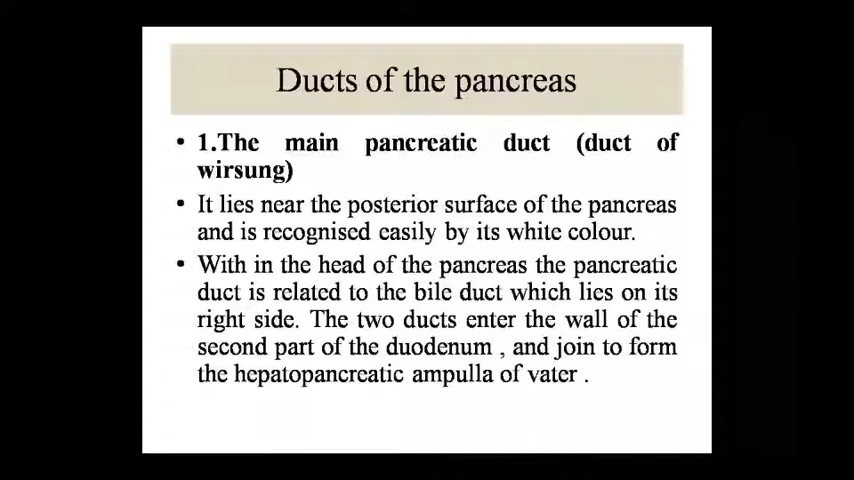 Ducts of the pancreas
• 1.The main pancreatic duct (duct of
wirsung)
• It lies near the posterior surface of the pancreas
and is recognised easily by its white colour.
• With in the head of the pancreas the pancreatic
duct is related to the bile duct which lies on its
right side. The two ducts enter the wall of the
second part of the duodenum , and join to form
the hepatopancreatic ampulla of vater .